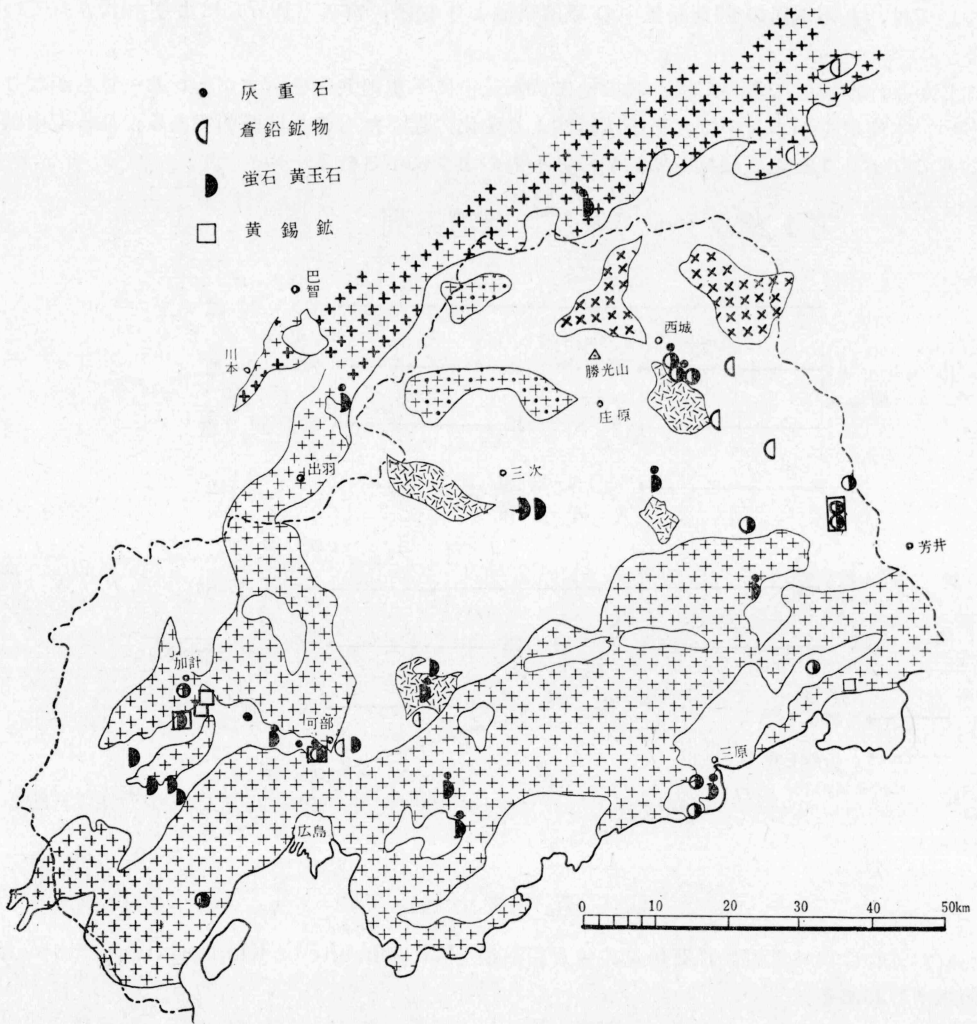 灰重石
蒼鉛鉱物
螢石 黄玉石
黄錫鉱
巴智
川本
西城
勝光山
庄原
出羽
三次
芳井
加計
可部
三原
広島
0 10 20 30 40 50km